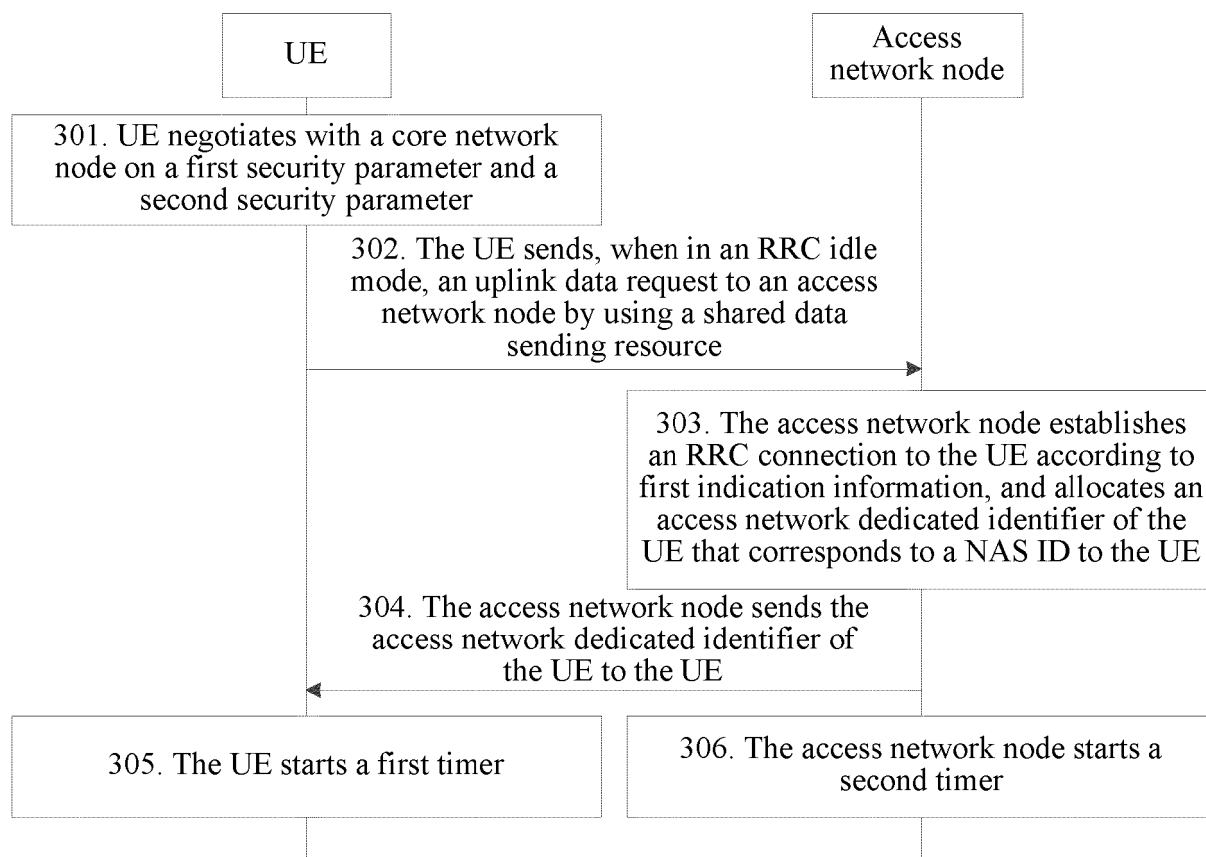 UE
Access
network node
301. UE negotiates with a core network
node on a first security parameter and a
second security parameter
302. The UE sends, when in an RRC idle
mode, an uplink data request to an access
network node by using a shared data
sending resource
303. The access network node establishes
an RRC connection to the UE according to
first indication information, and allocates an
access network dedicated identifier of the
UE that corresponds to a NAS ID to the UE
304. The access network node sends the
access network dedicated identifier of
the UE to the UE
305. The UE starts a first timer
306. The access network node starts a
second timer